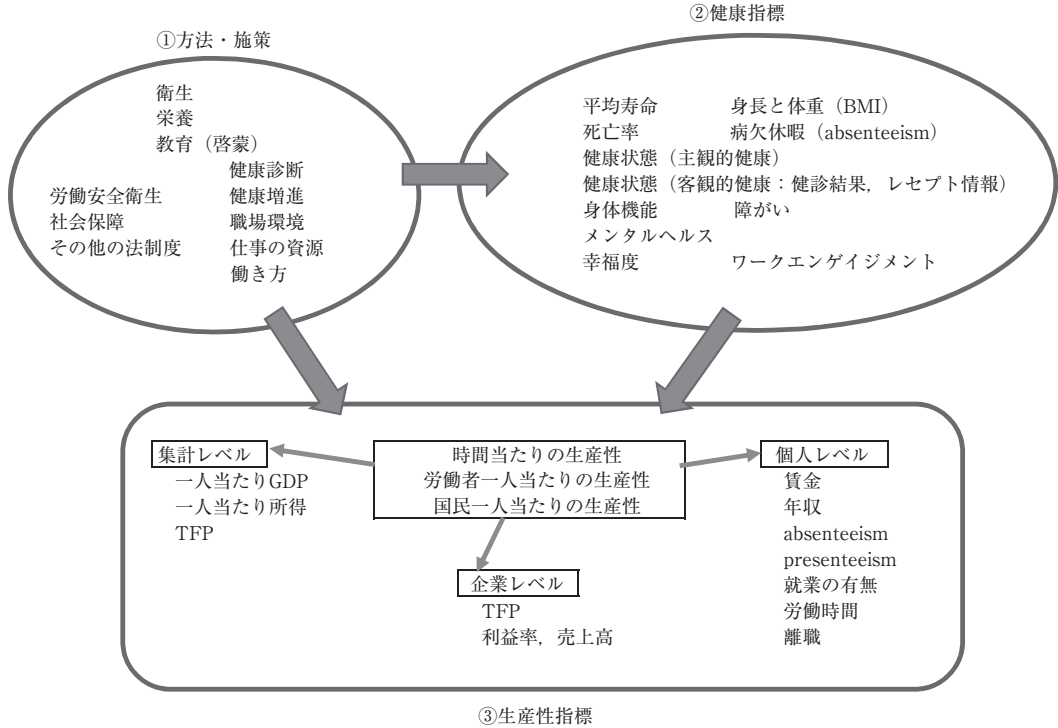 ①方法・施策
衛生
栄養
教育（啓蒙）
健康診断
労働安全衛生
健康増進
社会保障
職場環境
その他の法制度
仕事の資源
働き方
②健康指標
平均寿命 身長と体重（BMI）
死亡率 病欠休暇（absenteeism）
健康状態（主観的健康）
健康状態（客観的健康：健診結果，レセプト情報）
身体機能 障がい
メンタルヘルス
幸福度 ワークエンゲイジメント
集計レベル
一人当たりGDP
一人当たり所得
TFP
時間当たりの生産性
労働者一人当たりの生産性
国民一人当たりの生産性
企業レベル
TFP
利益率，売上高
個人レベル
賃金
年収
absenteeism
presenteeism
就業の有無
労働時間
離職
③生産性指標